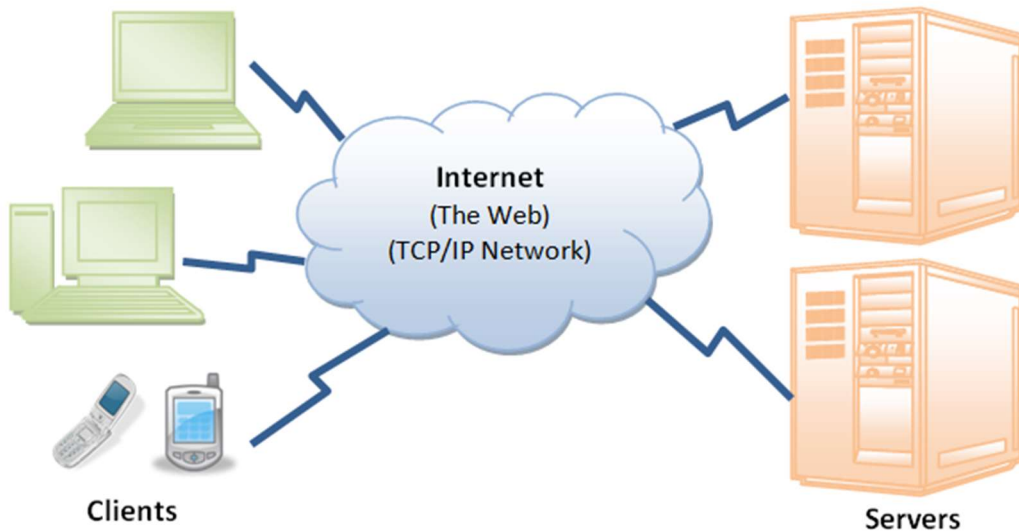 Internet
(The Web)
(TCP/IP Network)
Clients
Servers